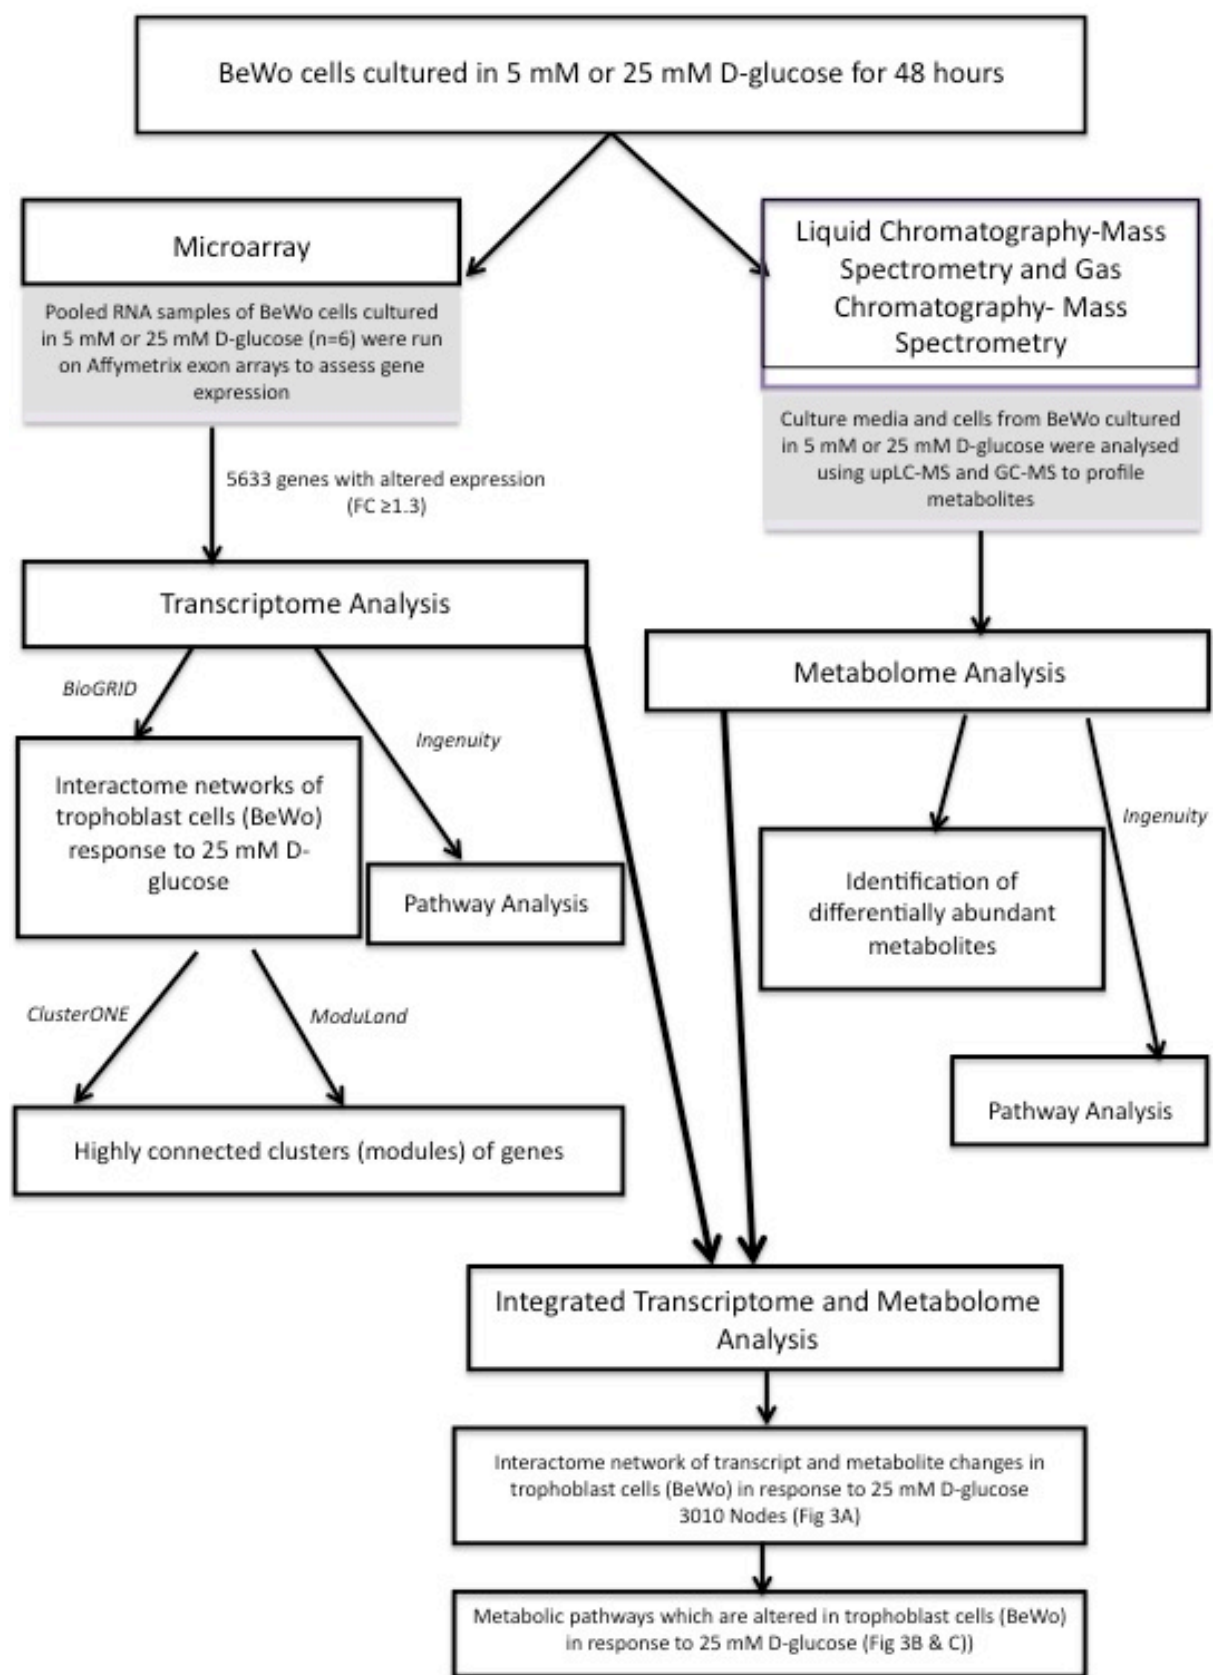 BeWo cells cultured in 5 mM or 25 mM D-glucose for 48 hours
Microarray
Pooled RNA samples of BeWo cells cultured
in 5 mM or 25 mM D-glucose (n=6) were run
on Affymetrix exon arrays to assess gene
expression
Liquid Chromatography-Mass
Spectrometry and Gas
Chromatography- Mass
Spectrometry
Culture media and cells from BeWo cultured
in 5 mM or 25 mM D-glucose were analysed
using upLC-MS and GC-MS to profile
metabolites
5633 genes with altered expression
(FC ≥1.3)
Transcriptome Analysis
Metabolome Analysis
BioGRID
Ingenuity
Interactome networks of
trophoblast cells (BeWo)
response to 25 mM D-
glucose
Pathway Analysis
Ingenuity
Identification of
differentially abundant
metabolites
ClusterONE
ModuLand
Highly connected clusters (modules) of genes
Pathway Analysis
Integrated Transcriptome and Metabolome
Analysis
Interactome network of transcript and metabolite changes in
trophoblast cells (BeWo) in response to 25 mM D-glucose
3010 Nodes (Fig 3A)
Metabolic pathways which are altered in trophoblast cells (BeWo)
in response to 25 mM D-glucose (Fig 3B & C))